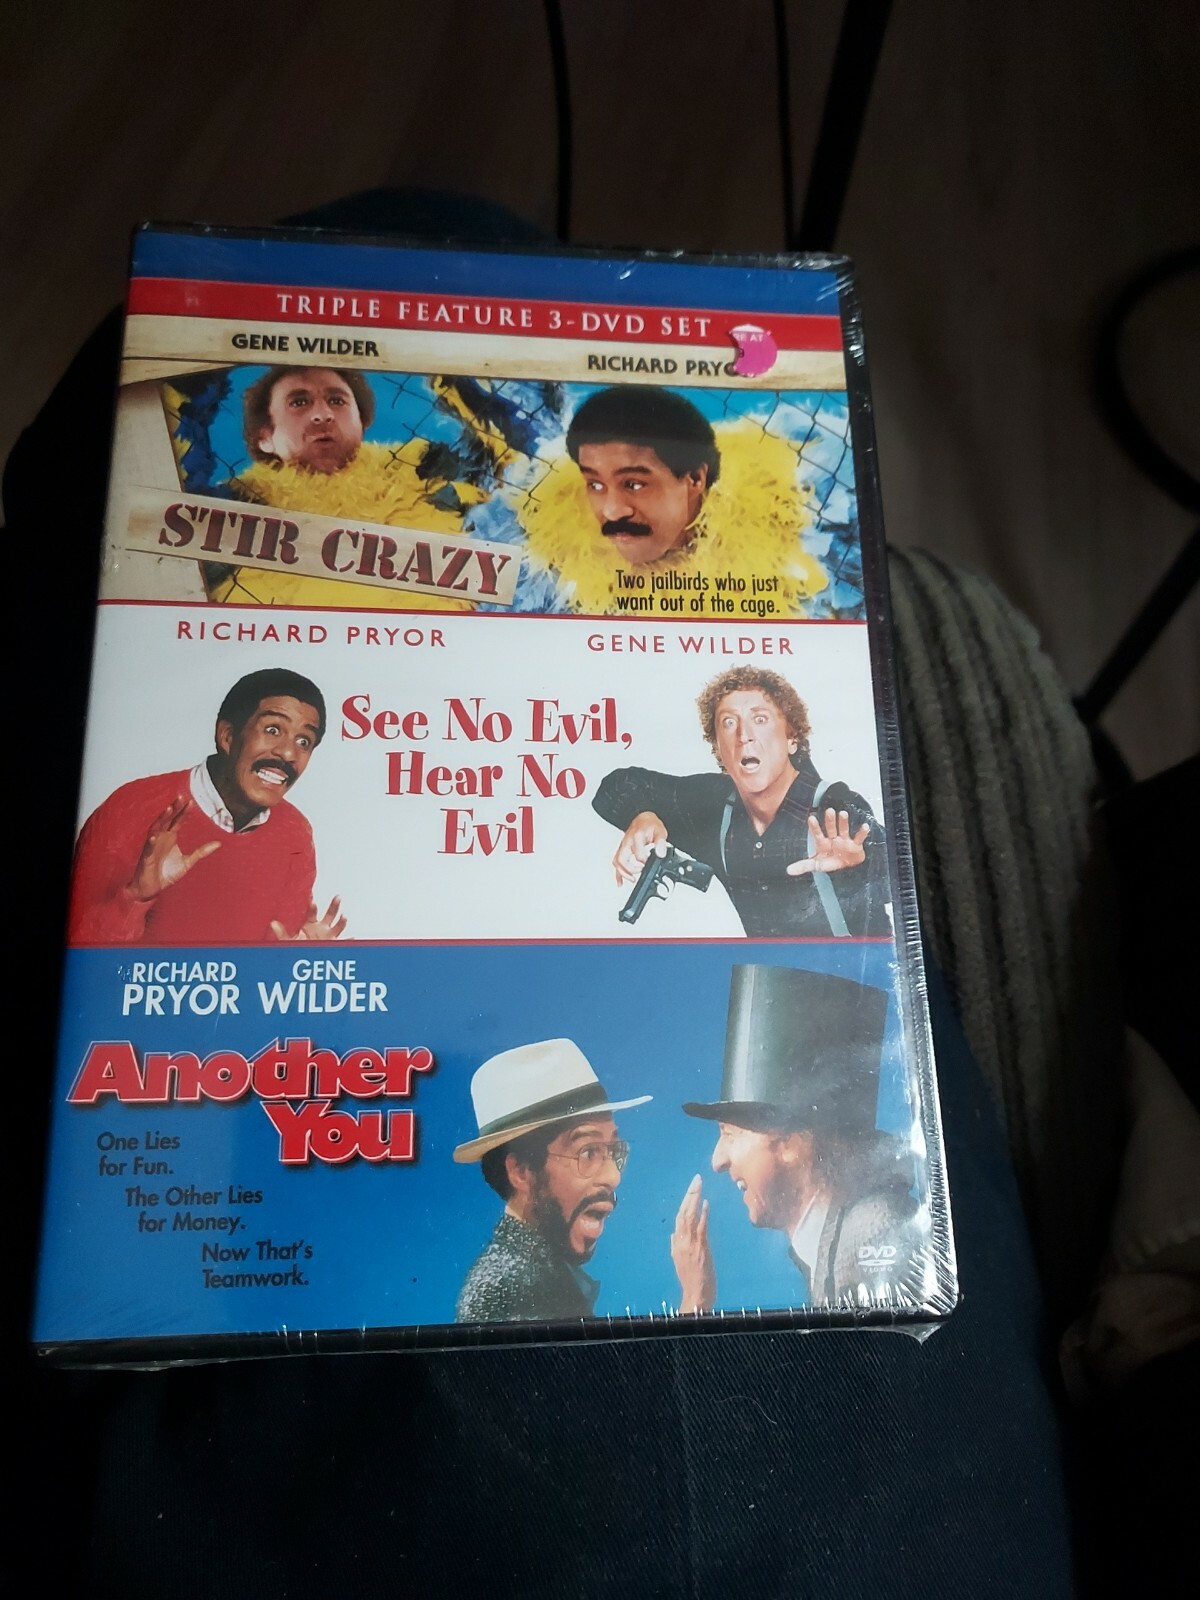 TRIPLE FEATURE 3-DVD SET
GENE WILDER
RICHARD PRYO
STIR CRAZY
Two jailbirds who just
want out of the cage.
RICHARD PRYOR GENE WILDER
See No Evil,
Hear No
Evil
RICHARD GENE
PRYOR WILDER
Another
You
One Lies
for Fun.
The Other Lies
for Money.
Now That's
Teamwork.
DVD
VIDEO